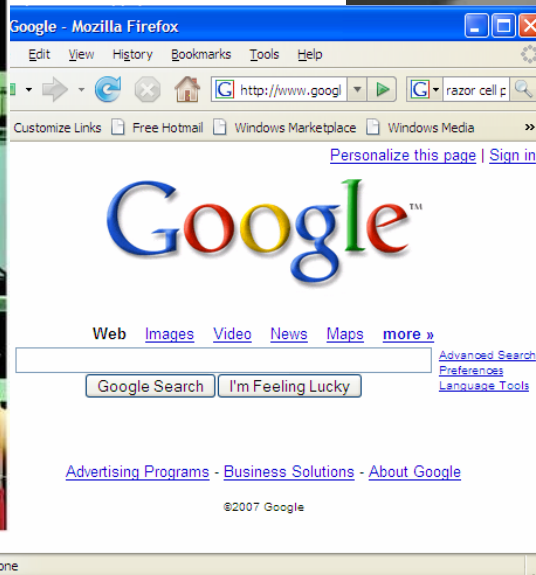 Google - Mozilla Firefox
Edit View History Bookmarks Tools Help
G http://www.googl G razor cell p
Customize Links Free Hotmail Windows Marketplace Windows Media »
Personalize this page | Sign in
Google™
Web Images Video News Maps more »
Advanced Search
Preferences
Language Tools
Google Search I'm Feeling Lucky
Advertising Programs - Business Solutions - About Google
©2007 Google
one